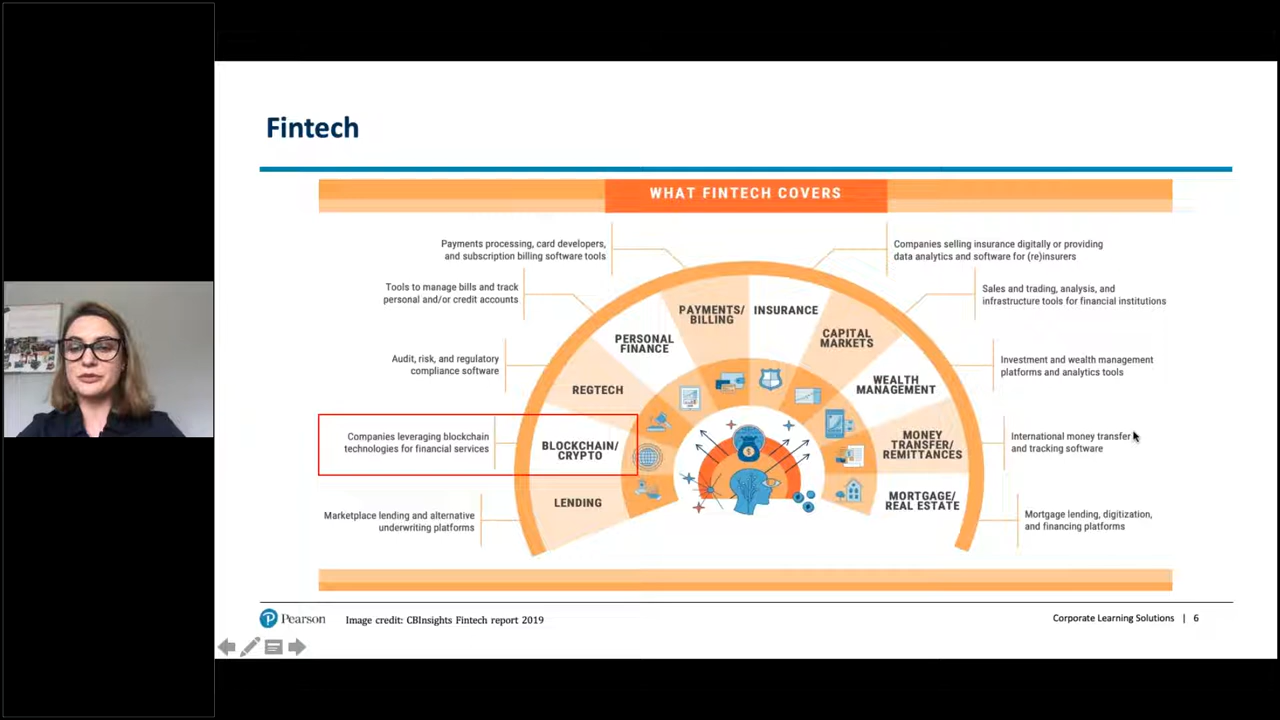 Fintech
WHAT FINTECH COVERS
Payments processing, card developers,
and subscription billing software tools
Companies selling insurance digitally or providing
data analytics and software for (re)insurers
Tools to manage bills and track
personal and/or credit accounts
Sales and trading, analysis, and
infrastructure tools for financial institutions
Audit, risk, and regulatory
compliance software
Investment and wealth management
platforms and analytics tools
Companies leveraging blockchain
technologies for financial services
International money transfer
and tracking software
Marketplace lending and alternative
underwriting platforms
Mortgage lending, digitization,
and financing platforms
LENDING
BLOCKCHAIN/
CRYPTO
REGTECH
PERSONAL
FINANCE
PAYMENTS/
BILLING
INSURANCE
CAPITAL
MARKETS
WEALTH
MANAGEMENT
MONEY
TRANSFER/
REMITTANCES
MORTGAGE/
REAL ESTATE
$
Pearson
Image credit: CBInsights Fintech report 2019
Corporate Learning Solutions | 6